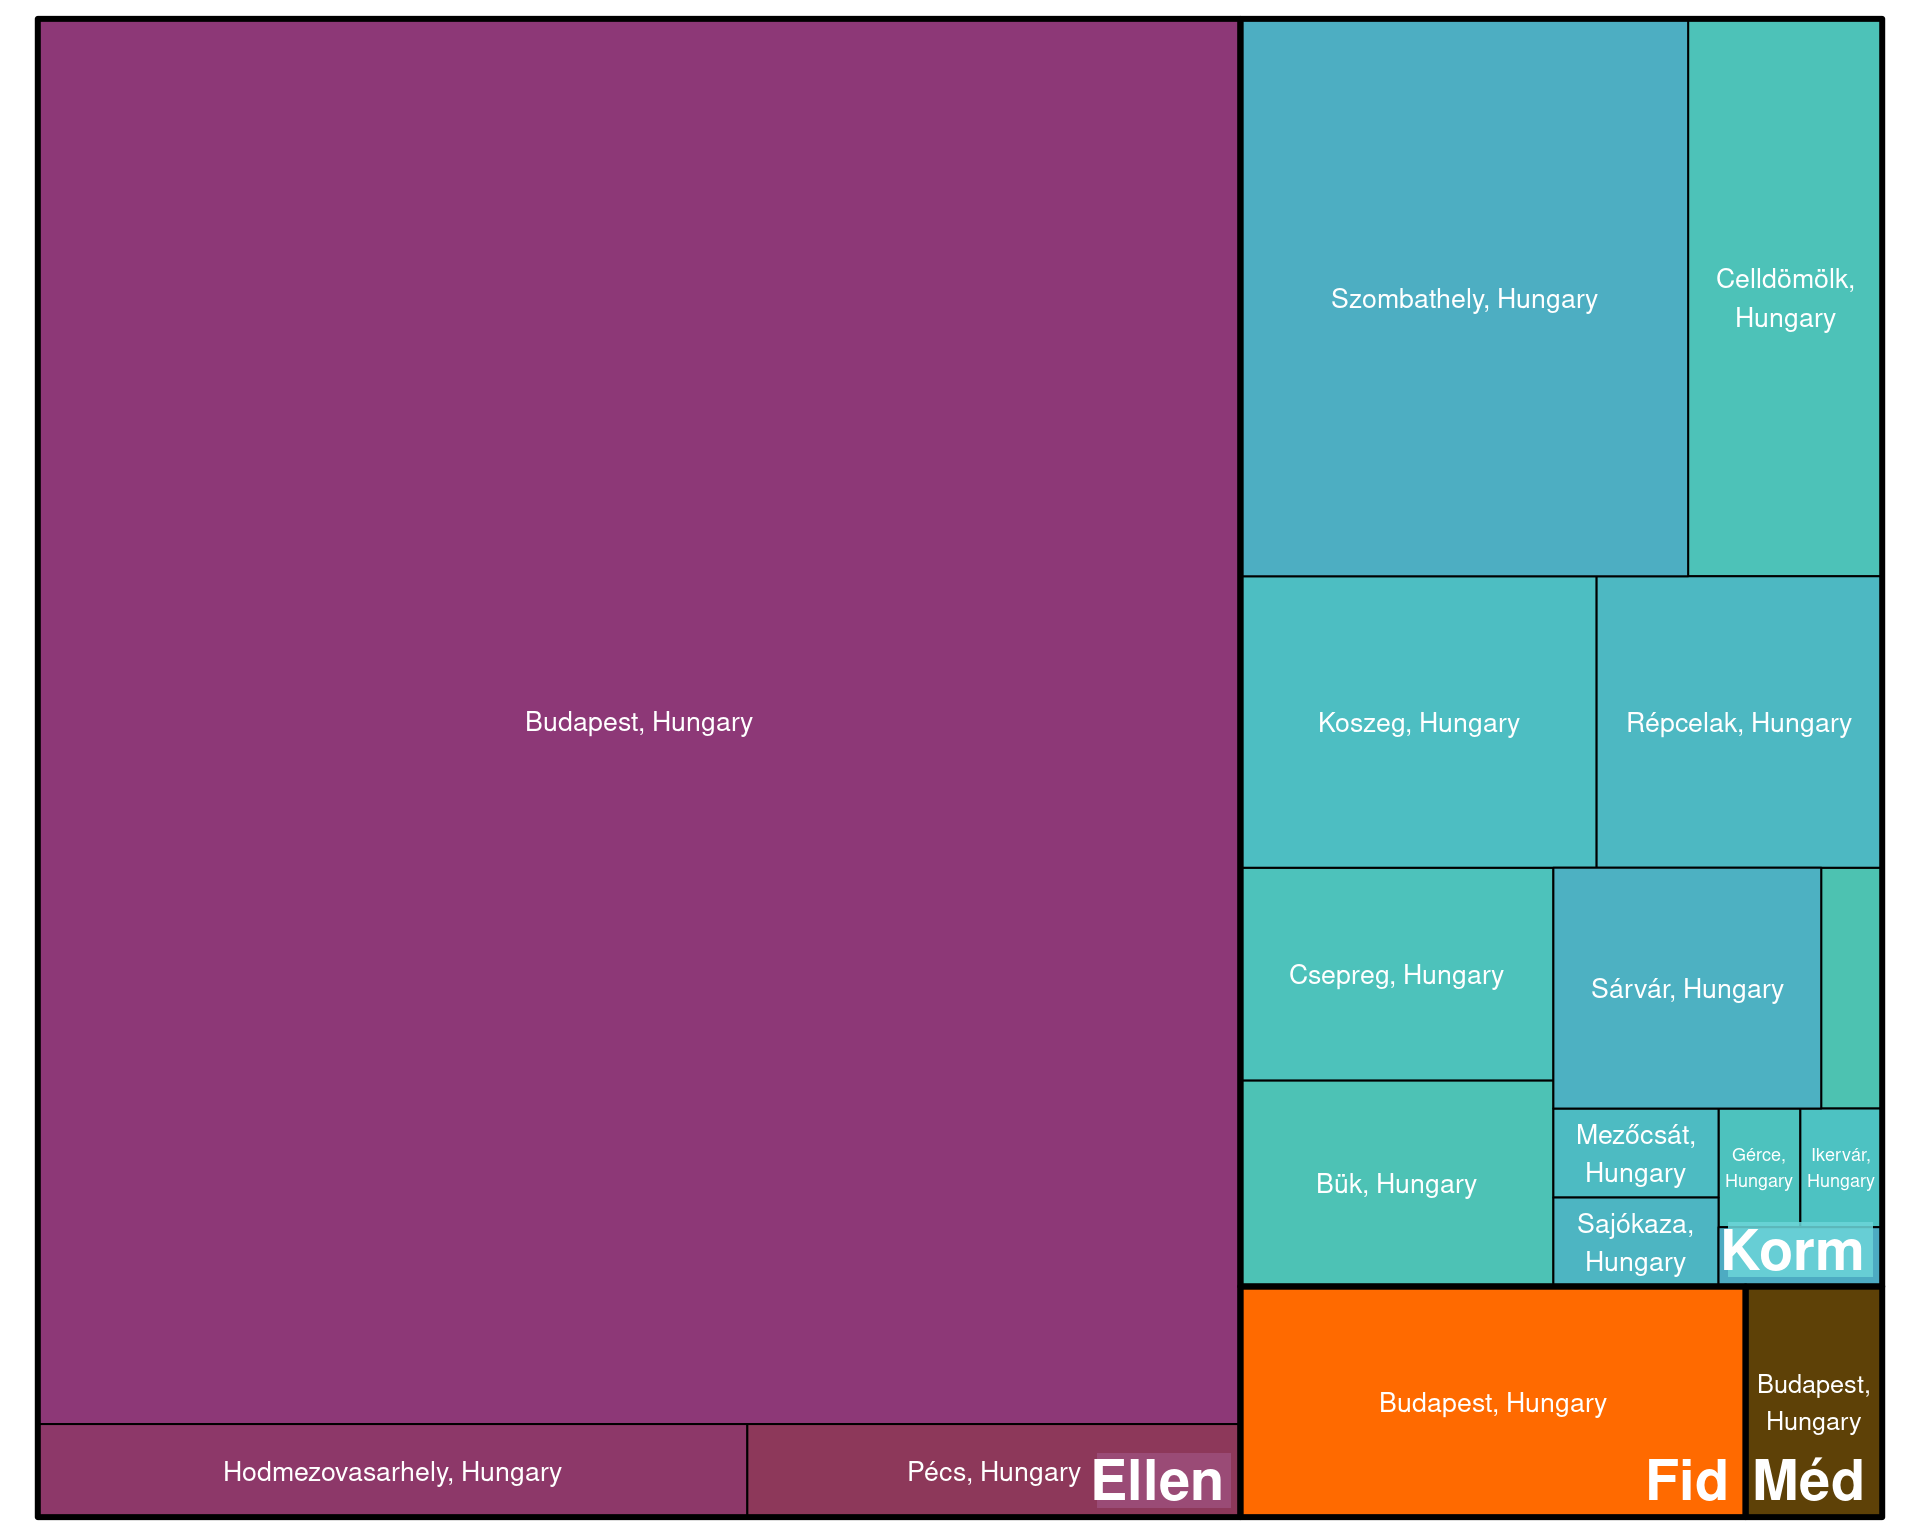 Budapest, Hungary
Hodmezovasarhely, Hungary
Pécs, Hungary
Ellen
Szombathely, Hungary
Celldömölk,
Hungary
Koszeg, Hungary
Répcelak, Hungary
Csepreg, Hungary
Sárvár, Hungary
Bük, Hungary
Mezőcsát,
Hungary
Gérce,
Hungary
Ikervár,
Hungary
Sajókaza,
Hungary
Korm
Budapest, Hungary
Fid
Budapest,
Hungary
Méd